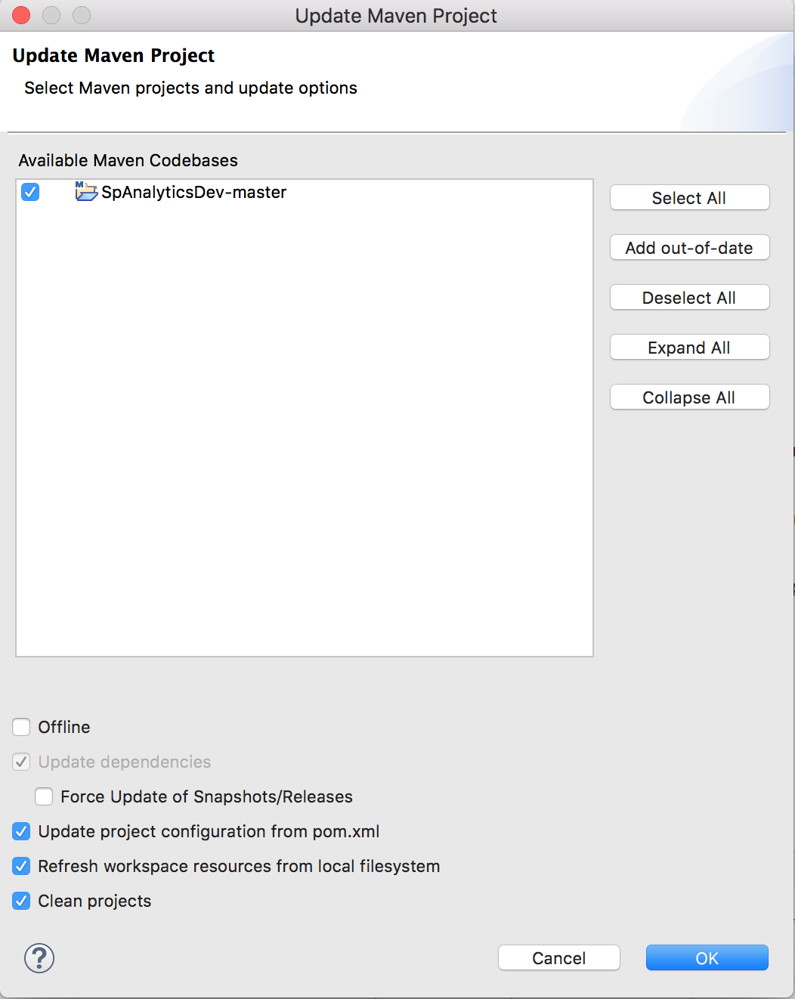 Update Maven Project
Update Maven Project
Select Maven projects and update options
Available Maven Codebases
SpAnalyticsDev-master
Select All
Add out-of-date
Deselect All
Expand All
Collapse All
Offline
Update dependencies
Force Update of Snapshots/Releases
Update project configuration from pom.xml
Refresh workspace resources from local filesystem
Clean projects
?
Cancel
OK